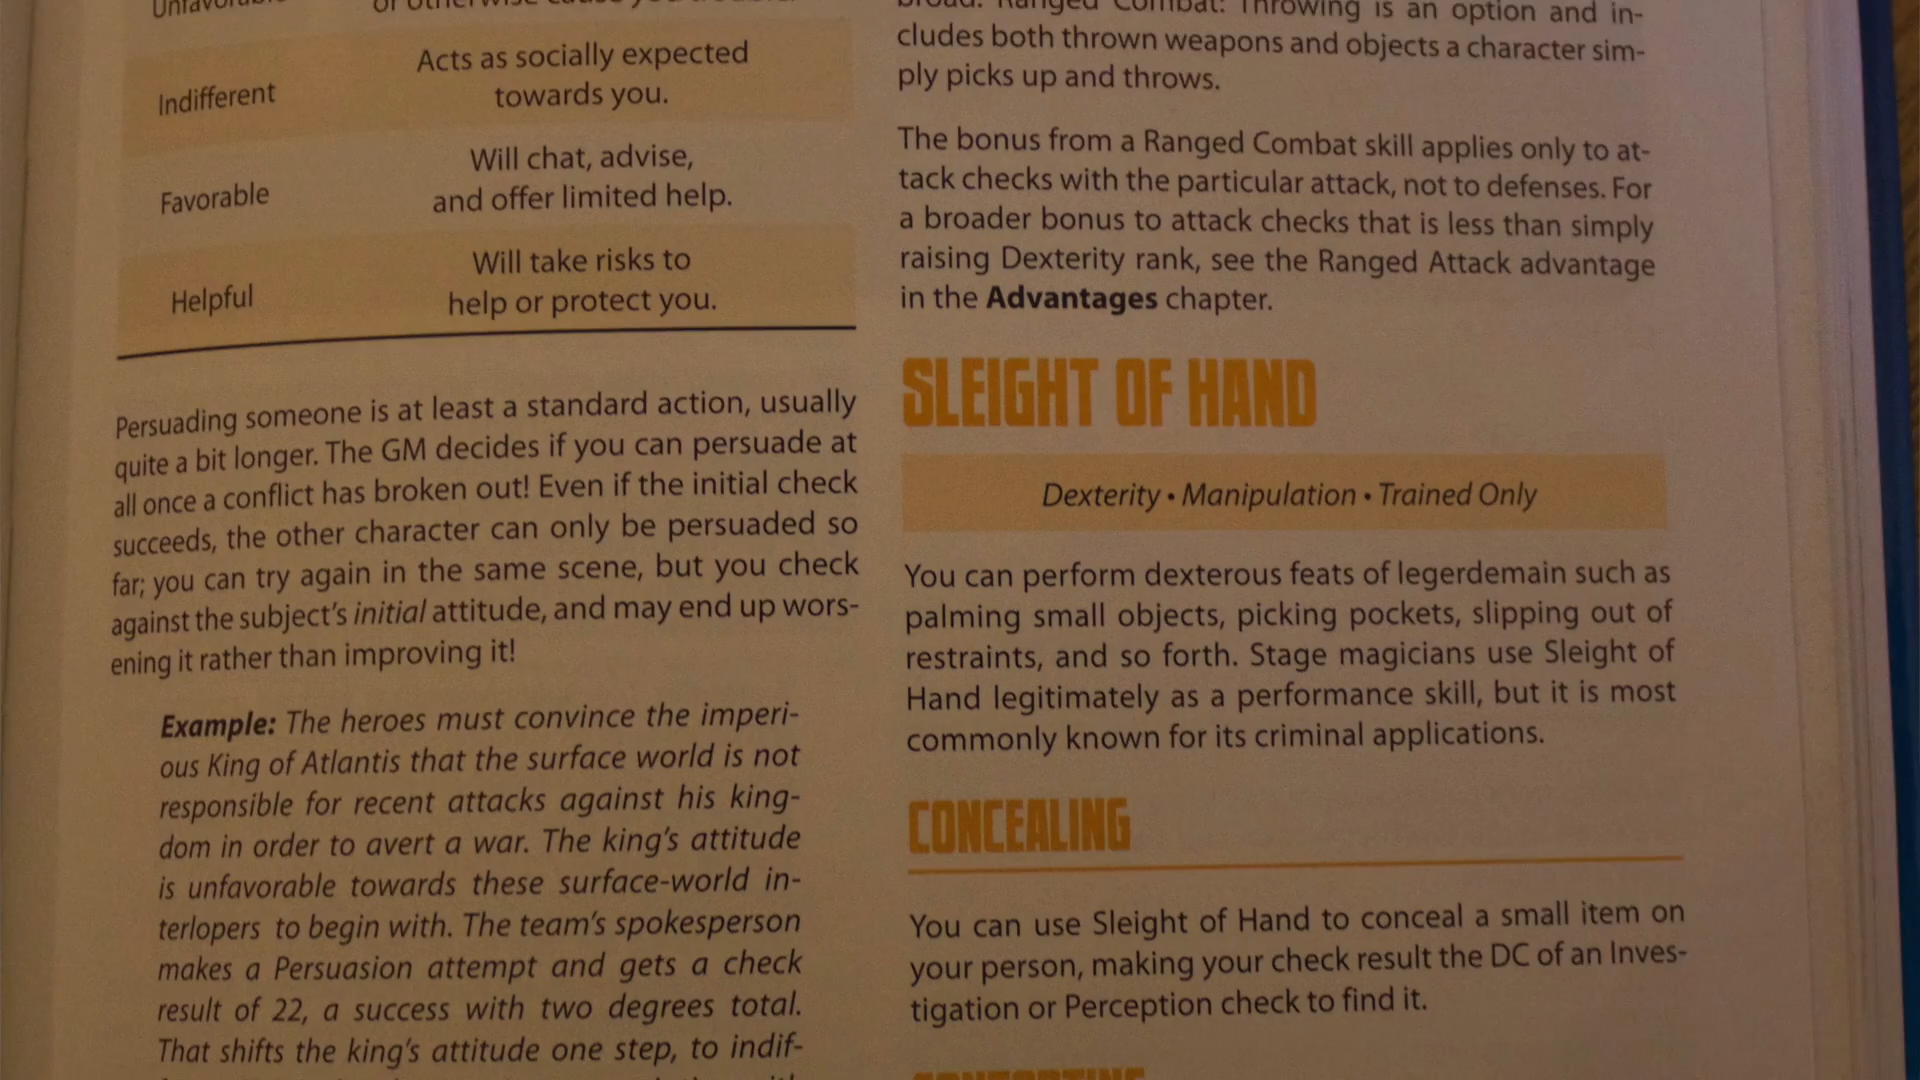 Unfavorable
Indifferent
Acts as socially expected
towards you.
Favorable
Will chat, advise,
and offer limited help.
Helpful
Will take risks to
help or protect you.
Persuading someone is at least a standard action, usually
quite a bit longer. The GM decides if you can persuade at
all once a conflict has broken out! Even if the initial check
succeeds, the other character can only be persuaded so
far; you can try again in the same scene, but you check
against the subject's initial attitude, and may end up wors-
ening it rather than improving it!
Example: The heroes must convince the imperi-
ous King of Atlantis that the surface world is not
responsible for recent attacks against his king-
dom in order to avert a war. The king's attitude
is unfavorable towards these surface-world in-
terlopers to begin with. The team's spokesperson
makes a Persuasion attempt and gets a check
result of 22, a success with two degrees total.
That shifts the king's attitude one step, to indif-
broad. Ranged Combat: Throwing is an option and in-
cludes both thrown weapons and objects a character sim-
ply picks up and throws.
The bonus from a Ranged Combat skill applies only to at-
tack checks with the particular attack, not to defenses. For
a broader bonus to attack checks that is less than simply
raising Dexterity rank, see the Ranged Attack advantage
in the Advantages chapter.
SLEIGHT OF HAND
Dexterity • Manipulation • Trained Only
You can perform dexterous feats of legerdemain such as
palming small objects, picking pockets, slipping out of
restraints, and so forth. Stage magicians use Sleight of
Hand legitimately as a performance skill, but it is most
commonly known for its criminal applications.
CONCEALING
You can use Sleight of Hand to conceal a small item on
your person, making your check result the DC of an Inves-
tigation or Perception check to find it.